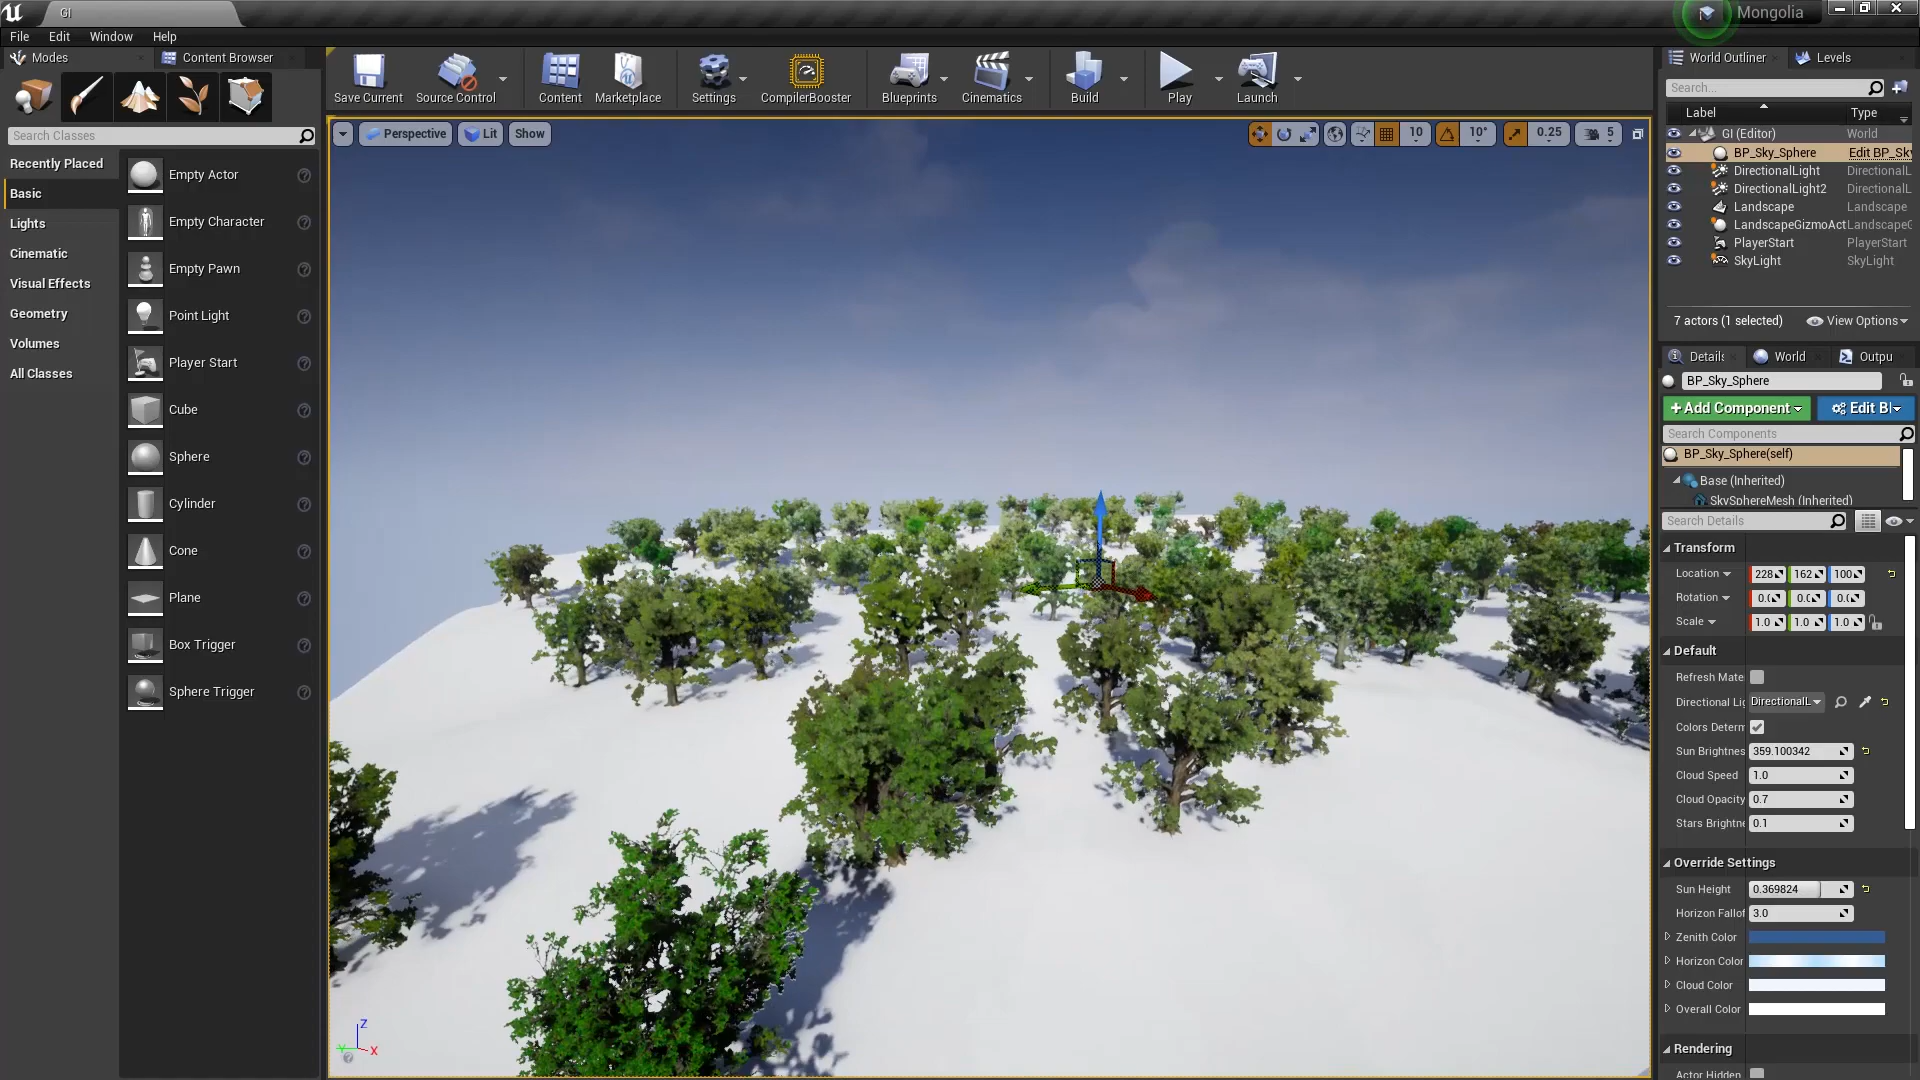 GI
Mongolia
File Edit Window Help
Modes
Content Browser
Search Classes
Recently Placed
Basic
Lights
Cinematic
Visual Effects
Geometry
Volumes
All Classes
Empty Actor
Empty Character
Empty Pawn
Point Light
Player Start
Cube
Sphere
Cylinder
Cone
Plane
Box Trigger
Sphere Trigger
Save Current
Source Control
Content
Marketplace
Settings
CompilerBooster
Blueprints
Cinematics
Build
Play
Launch
Perspective
Lit
Show
10
10°
0.25
5
Z
Y
X
World Outliner
Levels
Search...
Label Type
GI (Editor) World
BP_Sky_Sphere Edit BP_Sky
DirectionalLight DirectionalL
DirectionalLight2 DirectionalL
Landscape Landscape
LandscapeGizmoAct LandscapeG
PlayerStart PlayerStart
SkyLight SkyLight
7 actors (1 selected) View Options
Details
World
Outpu
BP_Sky_Sphere
+Add Component
Edit Bl
Search Components
BP_Sky_Sphere(self)
Base (Inherited)
SkySphereMesh (Inherited)
Search Details
Transform
Location 228 162 100
Rotation 0.( 0.( 0.(
Scale 1.0 1.0 1.0
Default
Refresh Mate
Directional Lig DirectionalL
Colors Determ
Sun Brightnes 359.100342
Cloud Speed 1.0
Cloud Opacity 0.7
Stars Brightne 0.1
Override Settings
Sun Height 0.369824
Horizon Fallof 3.0
Zenith Color
Horizon Color
Cloud Color
Overall Color
Rendering
Actor Hidden